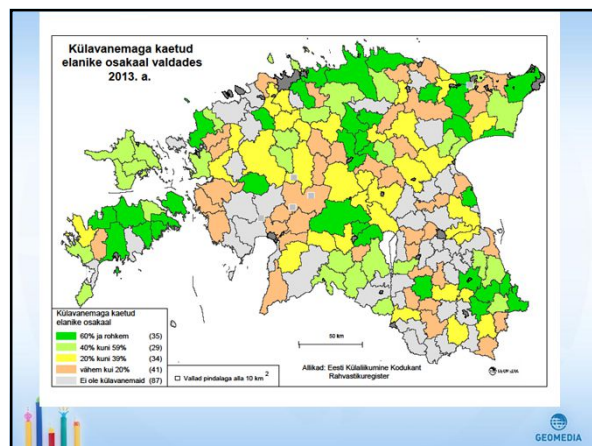 Külavanemaga kaetud
elanike osakaal valdades
2013. a.
Külavanemaga kaetud
elanike osakaal
60% ja rohkem (35)
40% kuni 59% (29)
20% kuni 39% (34)
vähem kui 20% (41)
Ei ole külavanemaid (87)
50 km
Vallad pindalaga alla 10 km 2
Allikad: Eesti Külaliikumine Kodukant
Rahvastikuregister
GEOMEDIA